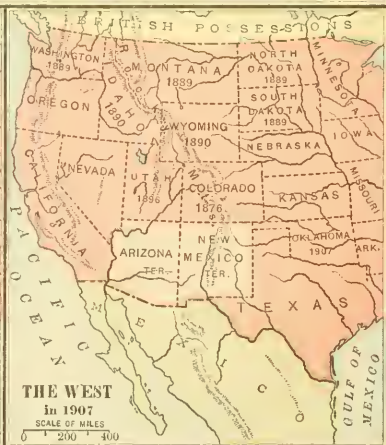 BRITISH POSSESSIONS
WASHINGTON
1889
MONTANA
1889
NORTH
DAKOTA
1889
MINNESOTA
OREGON
IDAHO
1890
SOUTH
DAKOTA
1889
WYOMING
1890
IOWA
NEBRASKA
NEVADA
UTAH
1896
COLORADO
1876
KANSAS
MISSOURI
CALIFORNIA
ARIZONA
TER.
NEW
MEXICO
TER.
OKLAHOMA
1907
ARK.
TEXAS
PACIFIC
OCEAN
MEXICO
GULF OF
MEXICO
THE WEST
in 1907
SCALE OF MILES
0 200 400